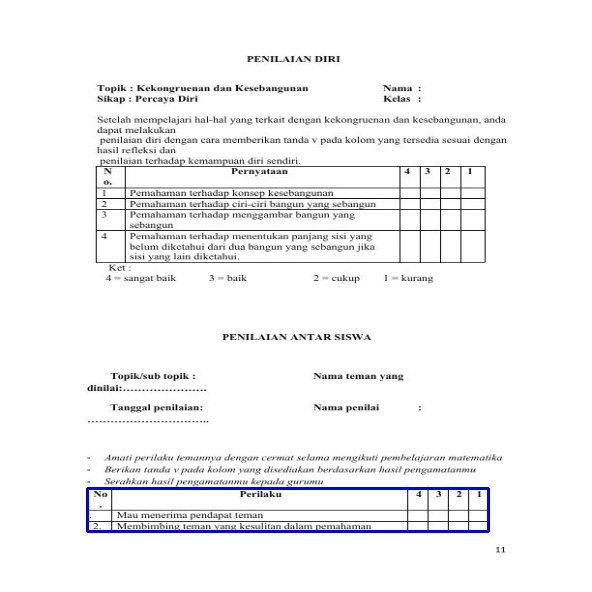 PENILAIAN DIRI
Topik : Kekongruenan dan Kesebangunan Nama :
Sikap : Percaya Diri Kelas :
Setelah mempelajari hal-hal yang terkait dengan kekongruenan dan kesebangunan, anda
dapat melakukan
penilaian diri dengan cara memberikan tanda v pada kolom yang tersedia sesuai dengan
hasil refleksi dan
penilaian terhadap kemampuan diri sendiri.
N Pernyataan 4 3 2 1
o.
1 Pemahaman terhadap konsep kesebangunan
2 Pemahaman terhadap ciri-ciri bangun yang sebangun
3 Pemahaman terhadap menggambar bangun yang
sebangun
4 Pemahaman terhadap menentukan panjang sisi yang
belum diketahui dari dua bangun yang sebangun jika
sisi yang lain diketahui.
Ket :
4 = sangat baik 3 = baik 2 = cukup 1 = kurang
PENILAIAN ANTAR SISWA
Topik/sub topik : Nama teman yang
dinilai:………………….
Tanggal penilaian: Nama penilai :
…………………………..
- Amati perilaku temannya dengan cermat selama mengikuti pembelajaran matematika
- Berikan tanda v pada kolom yang disediakan berdasarkan hasil pengamatanmu
- Serahkan hasil pengamatanmu kepada gurumu
No Perilaku 4 3 2 1
.
. Mau menerima pendapat teman
2. Membimbing teman yang kesulitan dalam pemahaman
11